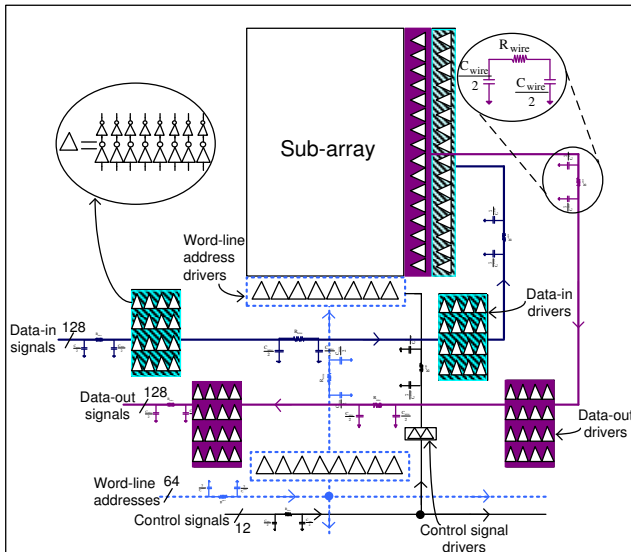 R_wire
C_wire
2
C_wire
2
Sub-array
Word-line
address
drivers
Data-in
drivers
Data-in
signals
128
Data-out
signals
128
Data-out
drivers
Word-line
addresses
64
Control signals
12
Control signal
drivers